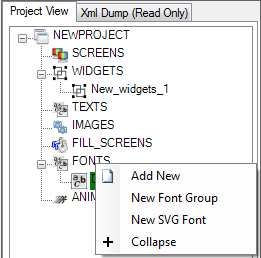 Project View Xml Dump (Read Only)
NEWPROJECT
SCREENS
WIDGETS
New_widgets_1
TEXTS
IMAGES
FILL_SCREENS
FONTS
ANI
Add New
New Font Group
New SVG Font
Collapse